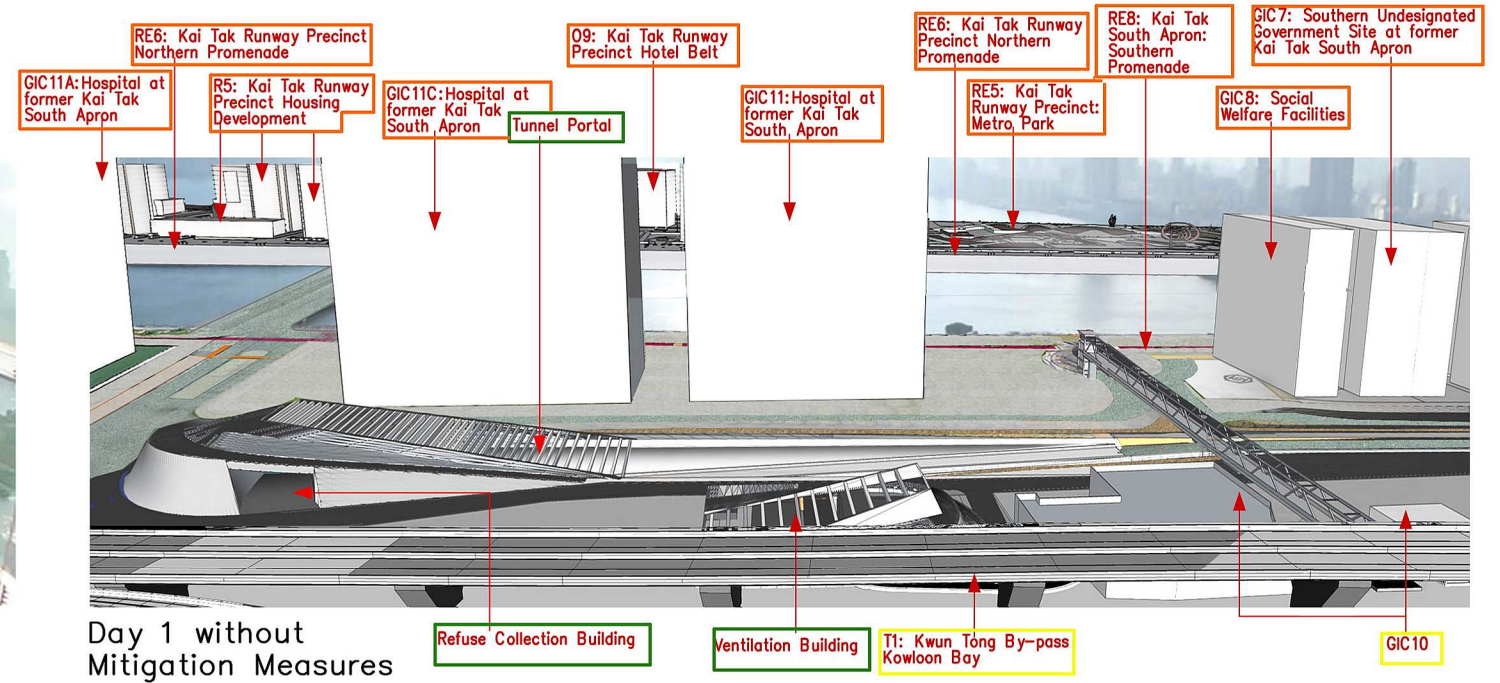 RE6: Kai Tak Runway Precinct
Northern Promenade
O9: Kai Tak Runway
Precinct Hotel Belt
RE6: Kai Tak Runway
Precinct Northern
Promenade
RE8: Kai Tak
South Apron:
Southern
Promenade
GIC7: Southern Undesignated
Government Site at former
Kai Tak South Apron
GIC11A:Hospital at
former Kai Tak
South Apron
R5: Kai Tak Runway
Precinct Housing
Development
GIC11C:Hospital at
former Kai Tak
South Apron
Tunnel Portal
GIC11:Hospital at
former Kai Tak
South Apron
RE5: Kai Tak
Runway Precinct:
Metro Park
GIC8: Social
Welfare Facilities
Day 1 without
Mitigation Measures
Refuse Collection Building
Ventilation Building
T1: Kwun Tong By-pass
Kowloon Bay
GIC10